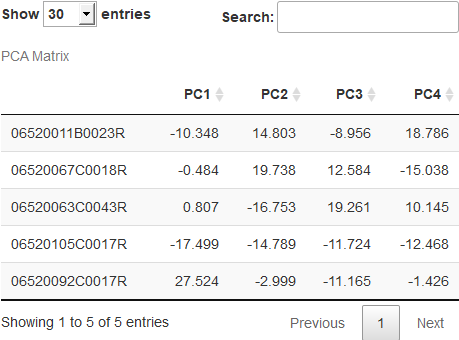 Show 30 entries Search:
PCA Matrix
PC1 PC2 PC3 PC4
06520011B0023R -10.348 14.803 -8.956 18.786
06520067C0018R -0.484 19.738 12.584 -15.038
06520063C0043R 0.807 -16.753 19.261 10.145
06520105C0017R -17.499 -14.789 -11.724 -12.468
06520092C0017R 27.524 -2.999 -11.165 -1.426
Showing 1 to 5 of 5 entries Previous 1 Next